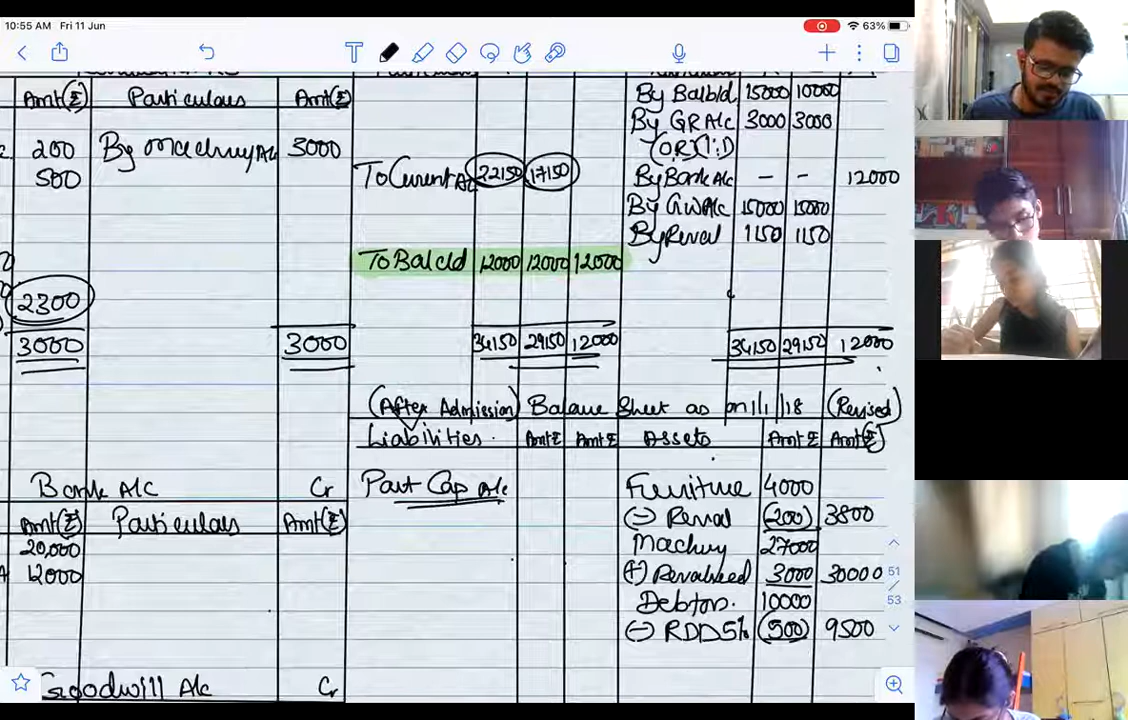 10:55 AM Fri 11 Jun
63%
Amt(₹) Particulars Amt(₹)
200 By Machuy A/c 3000
500
2300
3000 3000
Bank A/c Cr
Amt(₹) Particulars Amt(₹)
20,000
12000
Goodwill A/c Cr
By Bal b/d 15000 10000
By GR A/c 3000 3000
(O.R)(1:1)
To Current A/c 22150 17150 By Bank A/c - - 12000
By GW A/c 15000 15000
By Reval 1150 1150
To Bal c/d 12000 12000 12000
34150 29150 12000 34150 29150 12000
(After Admission) Balance Sheet as on 1/1/18 (Revised)
Liabilities. Amt ₹ Amt ₹ Assets Amt ₹ Amt(₹)
Part Cap A/c Furniture 4000
(-) Reval (200) 3800
Machuy 27000
(+) Revalued 3000 30000
Debtors. 10000
(-) RDD 5% (500) 9500
51
/
53